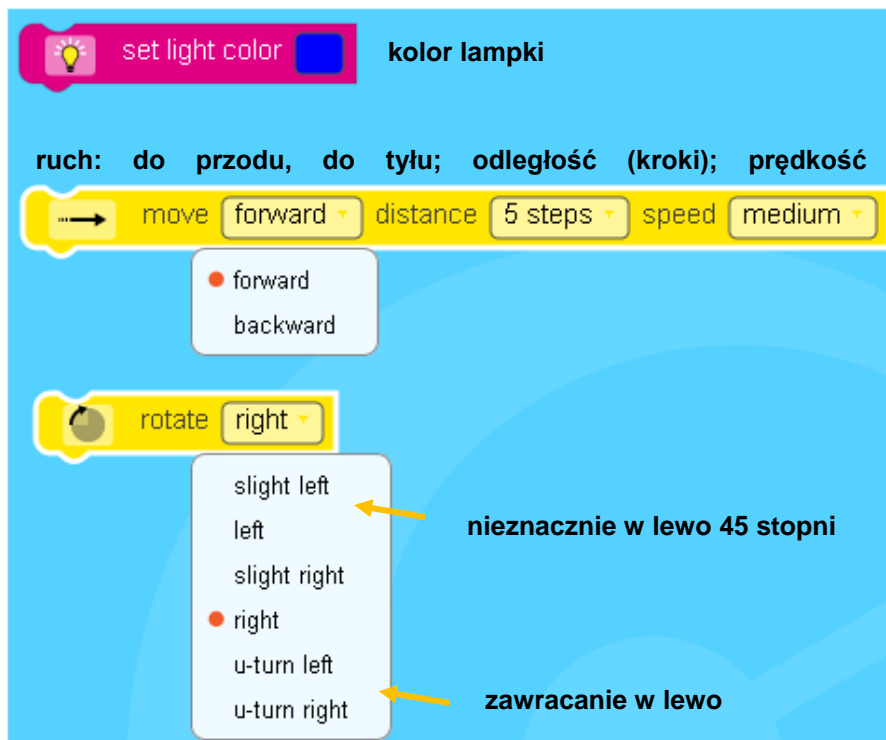 set light color kolor lampki
ruch: do przodu, do tyłu; odległość (kroki); prędkość
move forward distance 5 steps speed medium
forward
backward
rotate right
slight left
left
nieznacznie w lewo 45 stopni
slight right
right
u-turn left
zawracanie w lewo
u-turn right